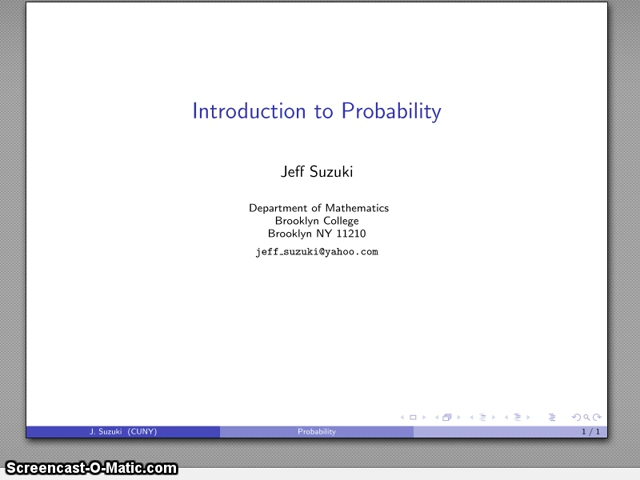 Introduction to Probability
Jeff Suzuki
Department of Mathematics
Brooklyn College
Brooklyn NY 11210
jeff_suzuki@yahoo.com
J. Suzuki (CUNY)
Probability
1 / 1
Screencast-O-Matic.com